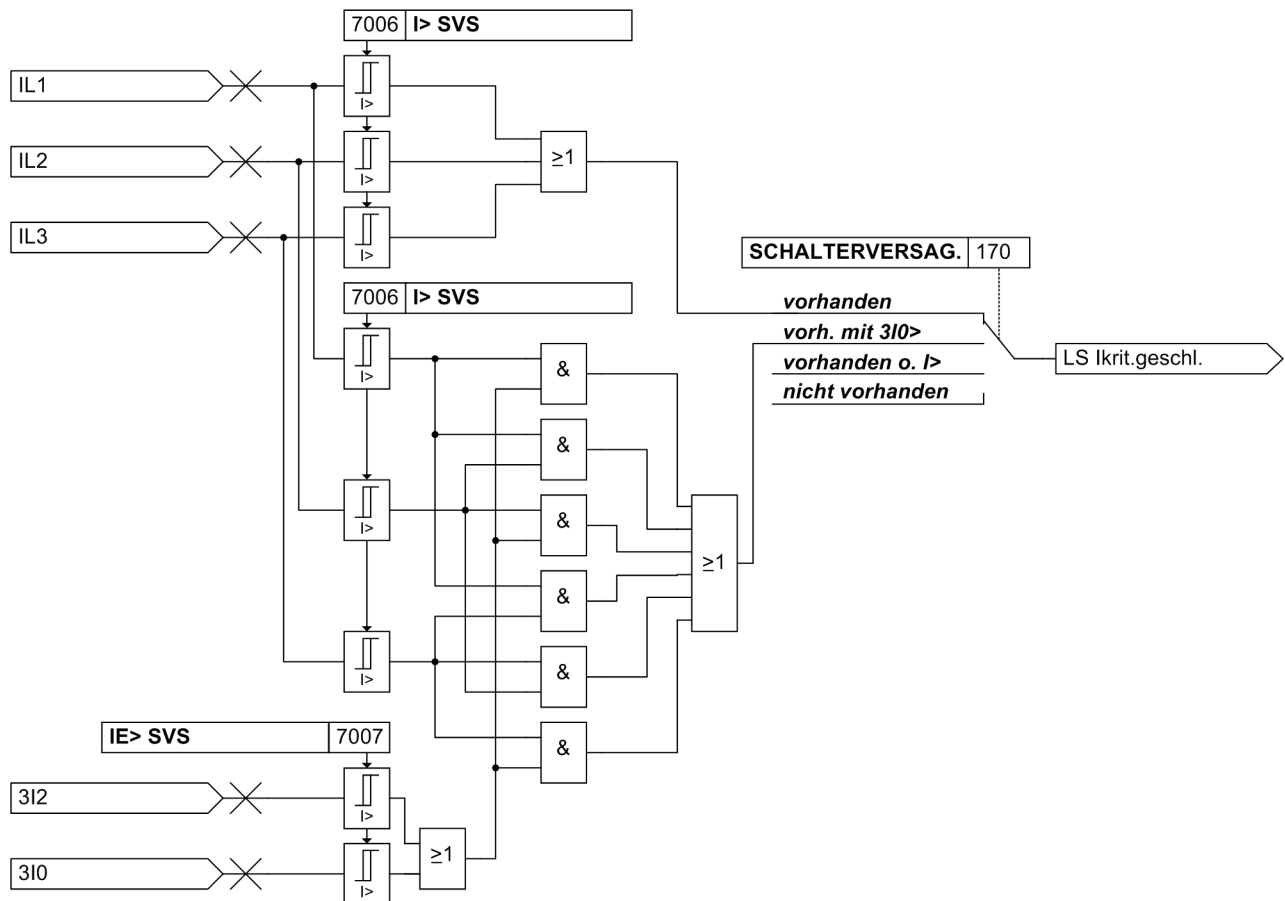 7006 I> SVS
IL1
I>
IL2
I>
≥1
IL3
I>
SCHALTERVERSAG. 170
7006 I> SVS
vorhanden
vorh. mit 3I0>
vorhanden o. I>
nicht vorhanden
LS Ikrit.geschl.
I>
&
&
I>
&
≥1
&
I>
&
IE> SVS 7007
&
3I2
I>
≥1
3I0
I>